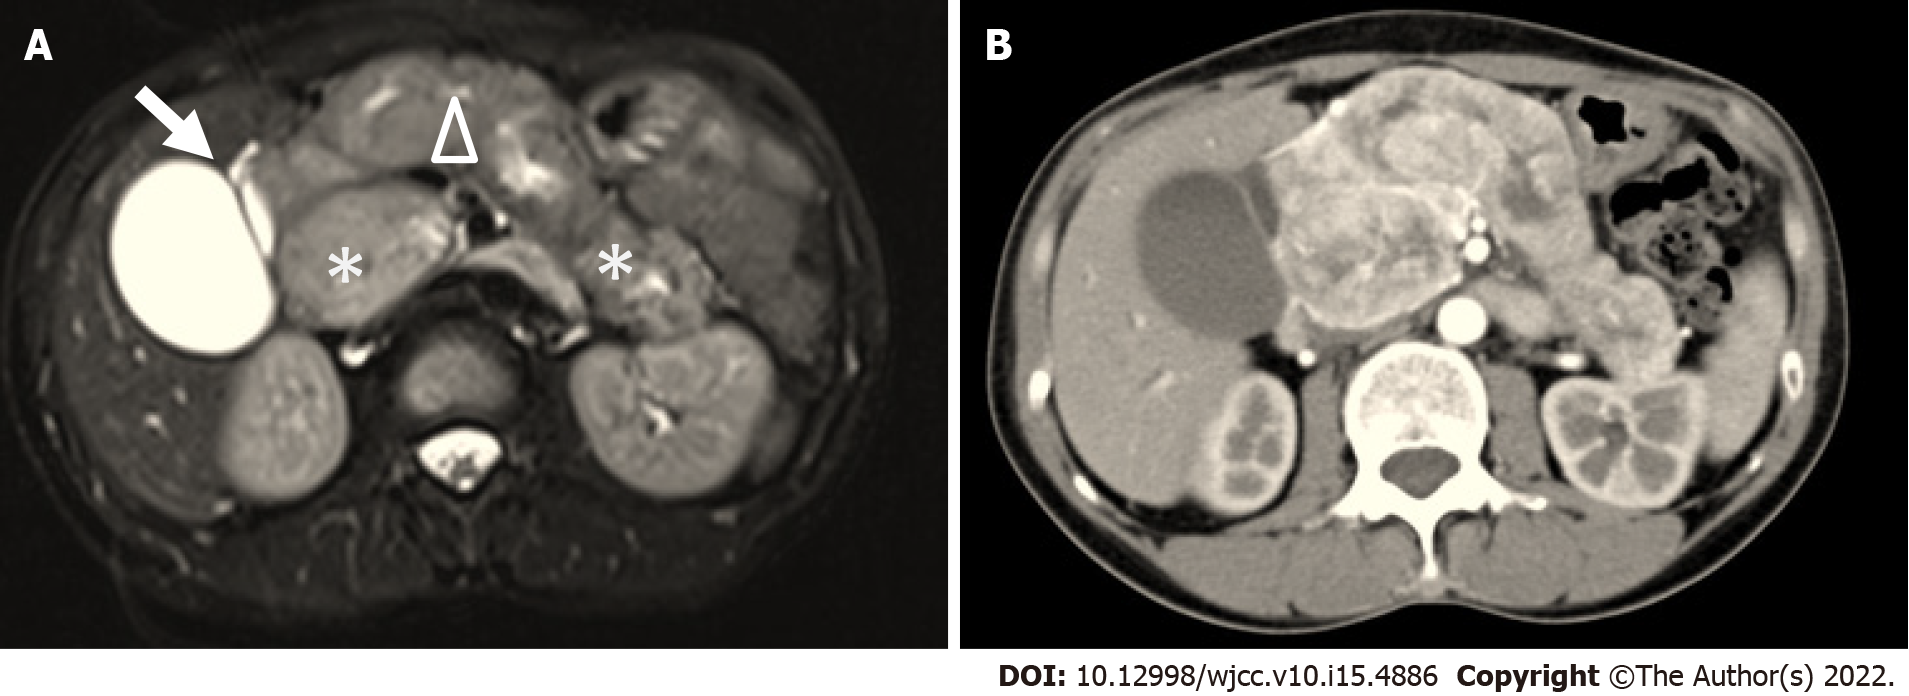 A
B
*
*
DOI: 10.12998/wjcc.v10.i15.4886 Copyright ©The Author(s) 2022.